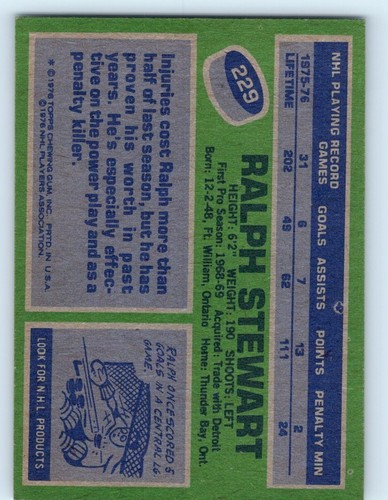 229
RALPH STEWART
HEIGHT: 6'2" WEIGHT: 190 SHOOTS: LEFT
First Pro Season: 1968-69 Acquired: Trade with Detroit
Born: 12-2-48, Ft. William, Ontario Home: Thunder Bay, Ont.
NHL PLAYING RECORD
GAMES GOALS ASSISTS POINTS PENALTY MIN
1975-76 31 6 7 13 2
LIFETIME 202 49 62 111 24
Injuries cost Ralph more than
half of last season, but he has
proven his worth in past
years. He's especially effec-
tive on the power play and as a
penalty killer.
* © 1976 TOPPS CHEWING GUM, INC. PRTD. IN U.S.A.
© 1976 NHL PLAYERS ASSOCIATION.
RALPH ONCE SCORED 5
GOALS IN A CENTRAL LG
GAME.
LOOK FOR N.H.L. PRODUCTS